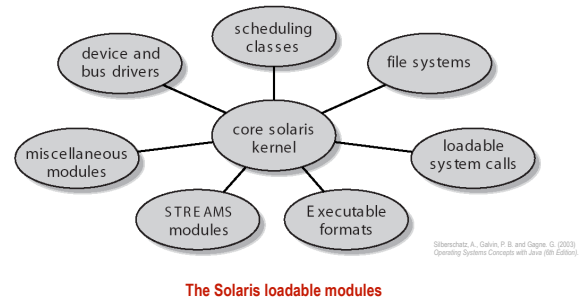 scheduling
classes
device and
bus drivers
file systems
core solaris
kernel
miscellaneous
modules
loadable
system calls
STREAMS
modules
Executable
formats
Silberschatz, A., Galvin, P. B. and Gagne. G. (2003)
Operating Systems Concepts with Java (6th Edition).
The Solaris loadable modules